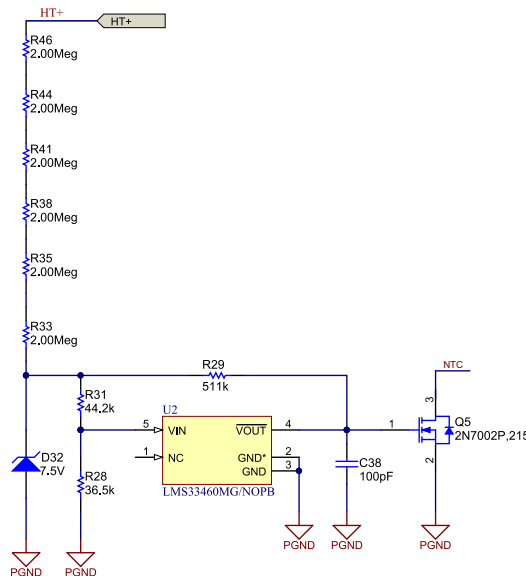 HT+
HT+
R46
2.00Meg
R44
2.00Meg
R41
2.00Meg
R38
2.00Meg
R35
2.00Meg
R33
2.00Meg
R29
511k
R31
44.2k
U2
5
VIN
VOUT
4
1
NC
GND*
2
GND
3
LMS33460MG/NOPB
D32
7.5V
R28
36.5k
C38
100pF
NTC
3
1
Q5
2N7002P,215
2
PGND
PGND
PGND
PGND
PGND